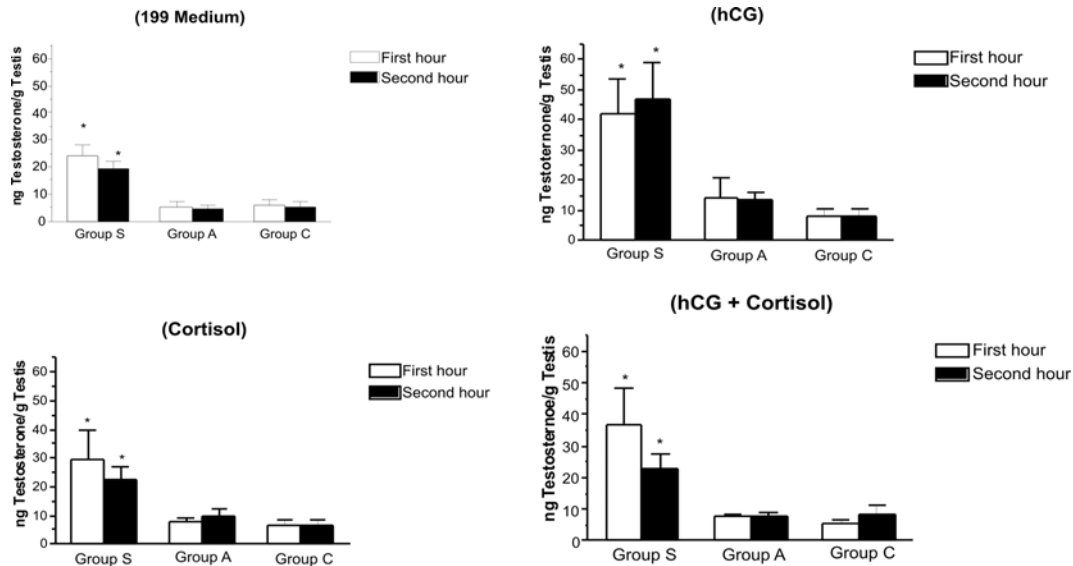 (199 Medium)
ng Testosterone/g Testis
60
50
40
30
20
10
0
*
*
Group S
Group A
Group C
First hour
Second hour
(hCG)
ng Testoternone/g Testis
60
50
40
30
20
10
0
*
*
Group S
Group A
Group C
First hour
Second hour
(Cortisol)
ng Testosterone/g Testis
60
50
40
30
20
10
0
*
*
Group S
Group A
Group C
First hour
Second hour
(hCG + Cortisol)
ng Testosternoe/g Testis
60
50
40
30
20
10
0
*
*
Group S
Group A
Group C
First hour
Second hour